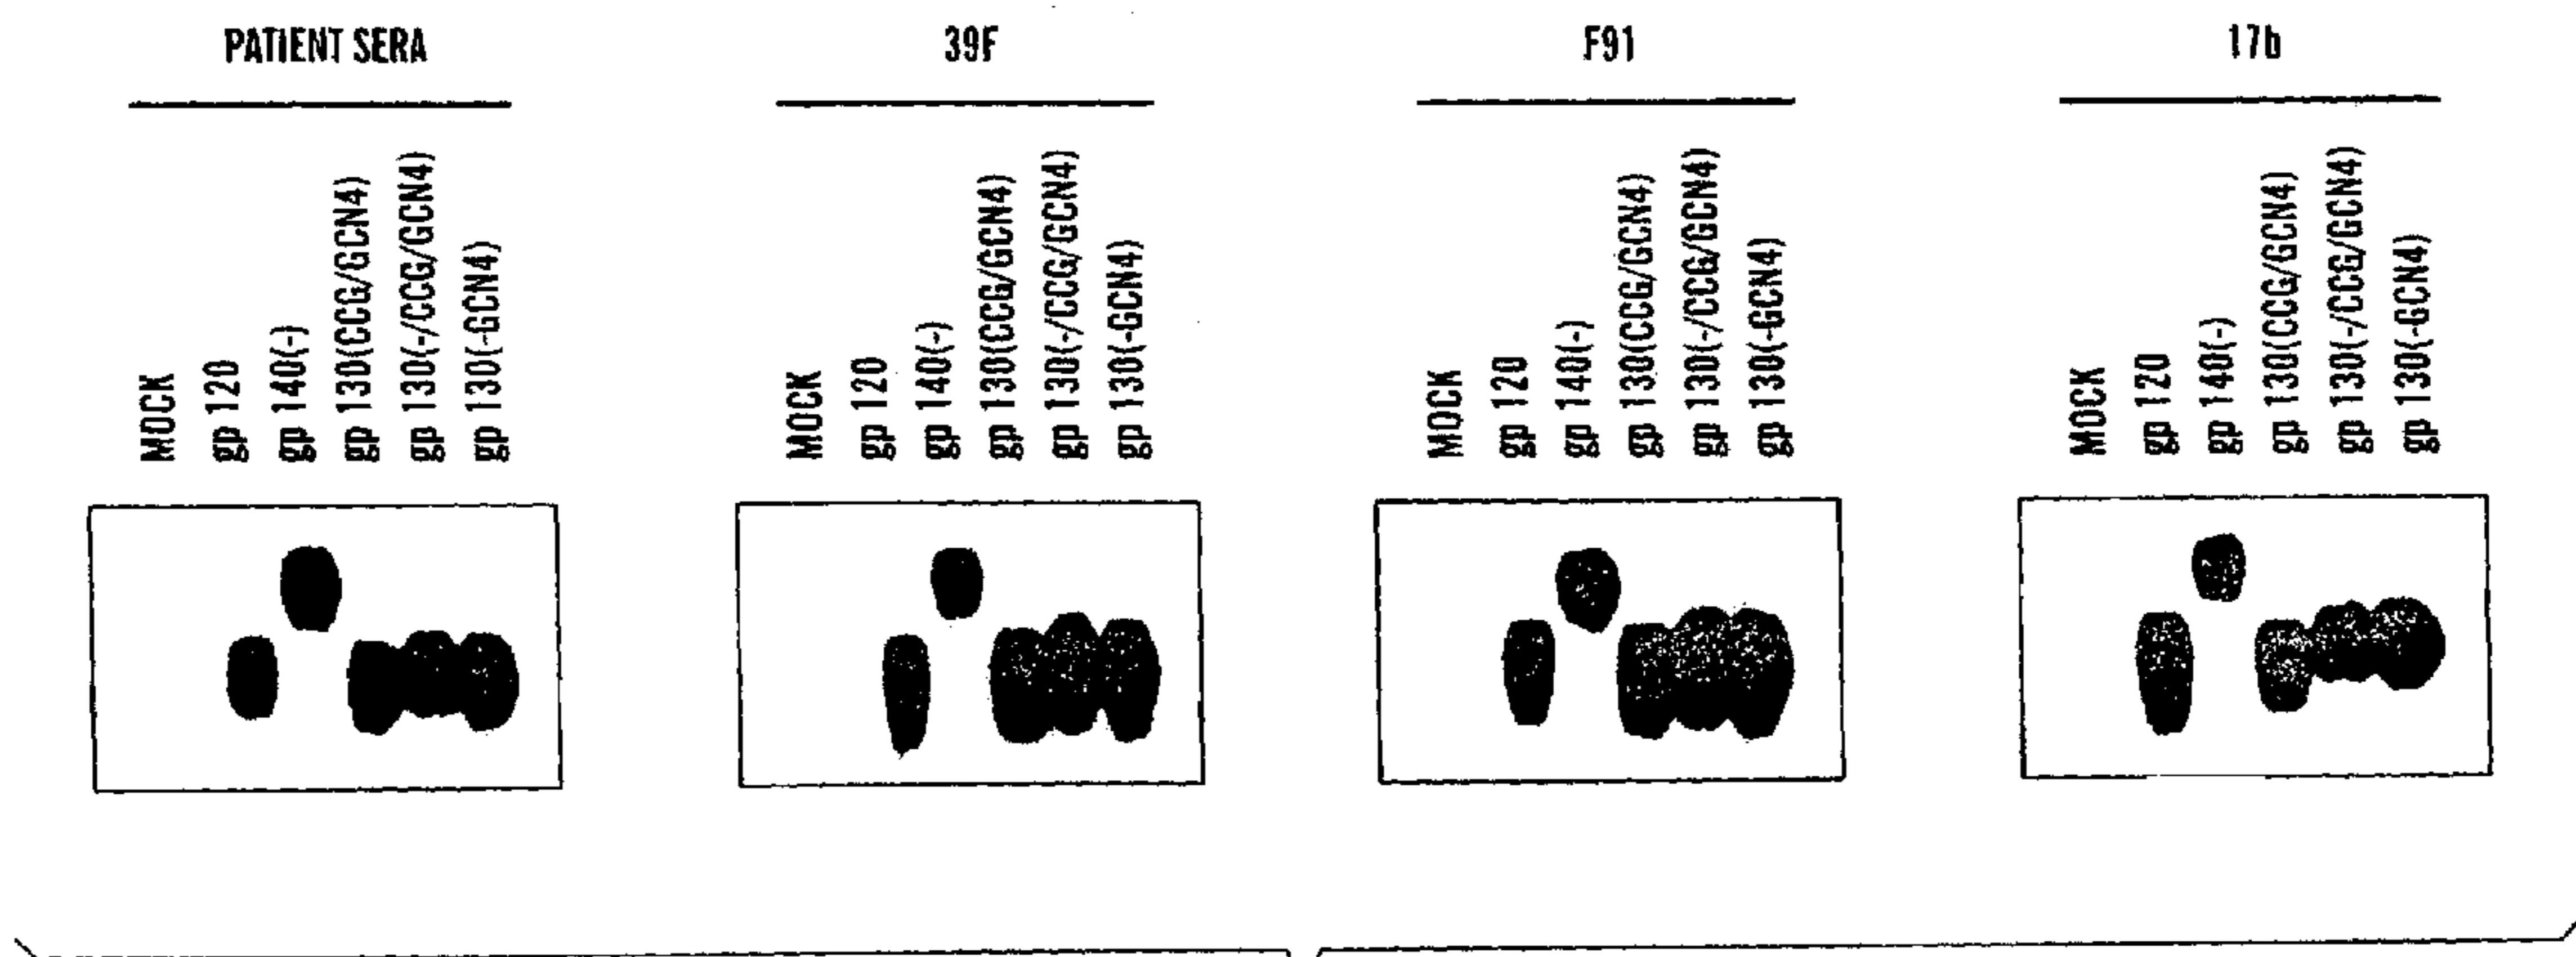 PATIENT SERA
39F
F91
17b
MOCK
gp 120
gp 140(-)
gp 130(CCG/GCN4)
gp 130(-/CCG/GCN4)
gp 130(-GCN4)
MOCK
gp 120
gp 140(-)
gp 130(CCG/GCN4)
gp 130(-/CCG/GCN4)
gp 130(-GCN4)
MOCK
gp 120
gp 140(-)
gp 130(CCG/GCN4)
gp 130(-/CCG/GCN4)
gp 130(-GCN4)
MOCK
gp 120
gp 140(-)
gp 130(CCG/GCN4)
gp 130(-/CCG/GCN4)
gp 130(-GCN4)